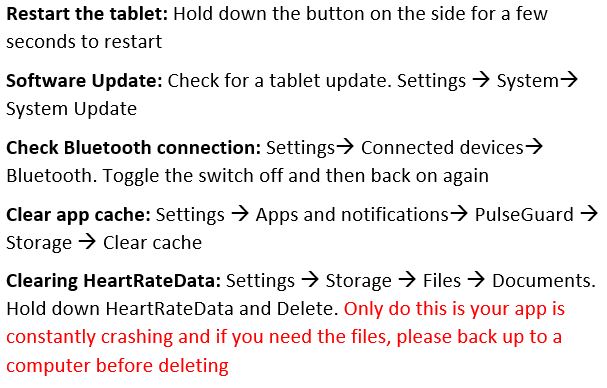 Restart the tablet: Hold down the button on the side for a few
seconds to restart
Software Update: Check for a tablet update. Settings → System→
System Update
Check Bluetooth connection: Settings→ Connected devices→
Bluetooth. Toggle the switch off and then back on again
Clear app cache: Settings → Apps and notifications→ PulseGuard →
Storage → Clear cache
Clearing HeartRateData: Settings → Storage → Files → Documents.
Hold down HeartRateData and Delete. Only do this is your app is
constantly crashing and if you need the files, please back up to a
computer before deleting